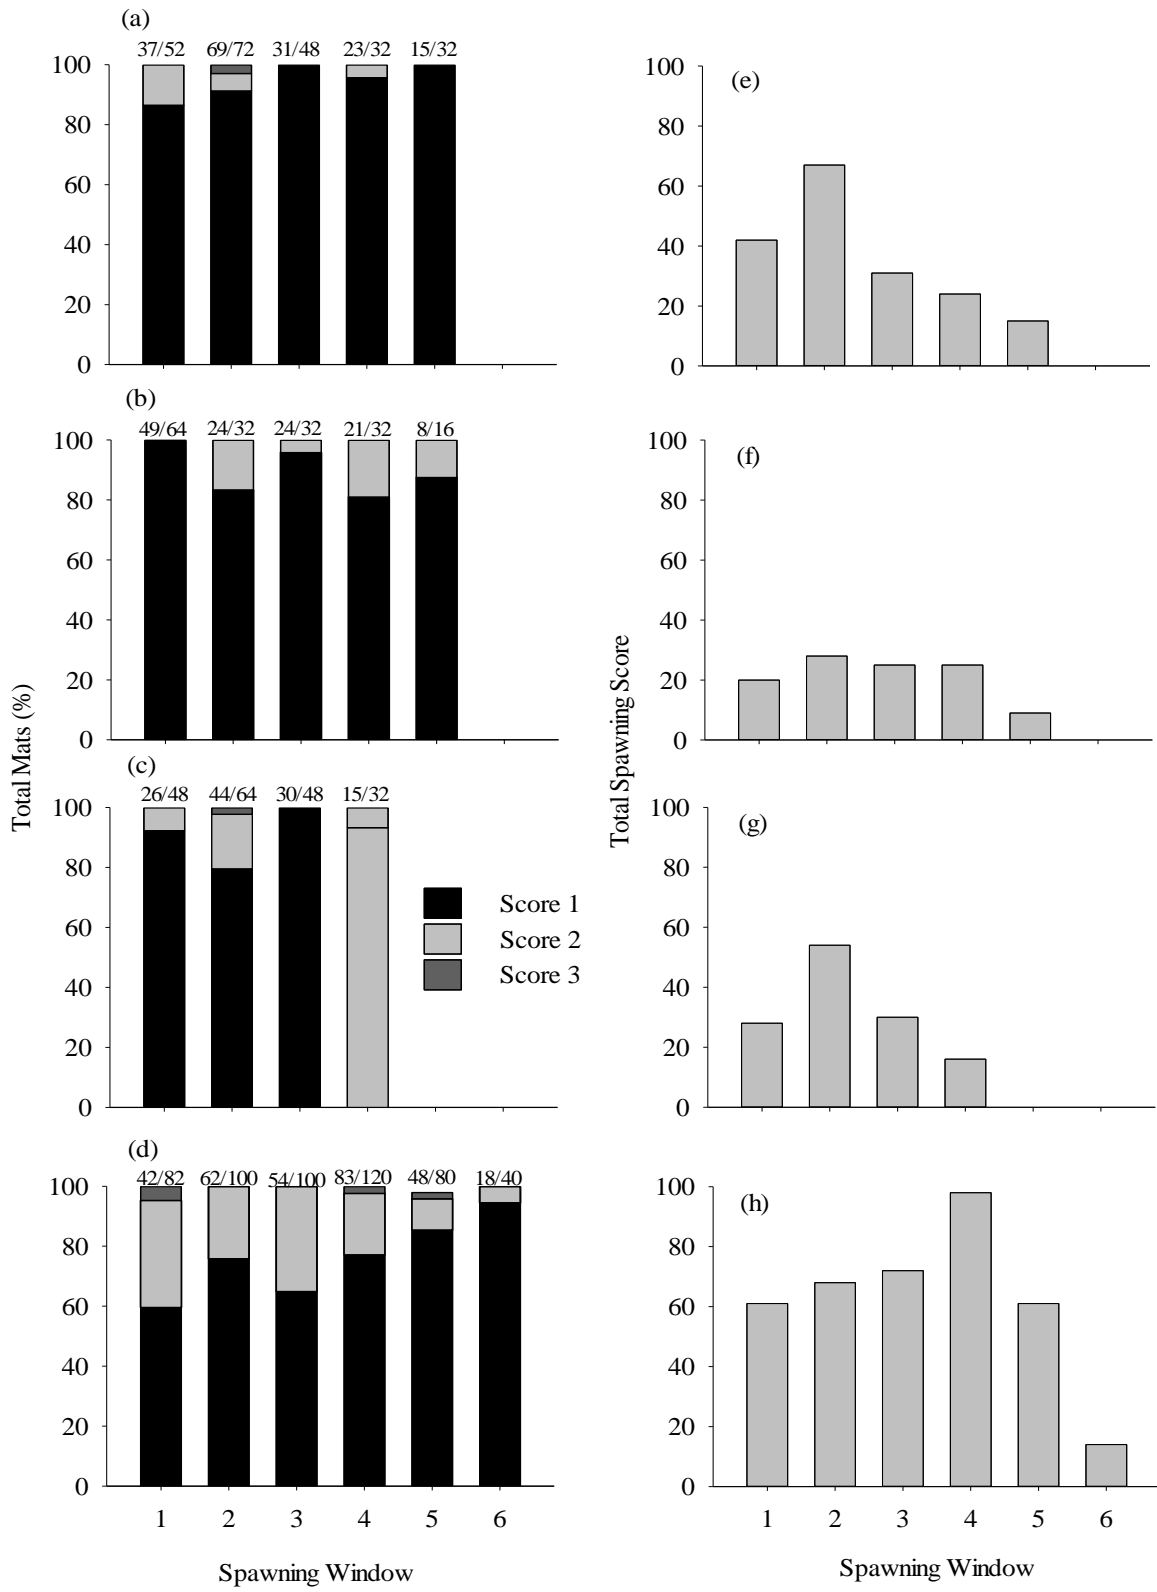 (a)
37/52 69/72 31/48 23/32 15/32
100
80
60
40
20
0
(e)
100
80
60
40
20
0
(b)
49/64 24/32 24/32 21/32 8/16
100
80
60
40
20
0
(f)
100
80
60
40
20
0
Total Mats (%)
Total Spawning Score
(c)
26/48 44/64 30/48 15/32
100
80
60
40
20
0
Score 1
Score 2
Score 3
(g)
100
80
60
40
20
0
(d)
42/82 62/100 54/100 83/120 48/80 18/40
100
80
60
40
20
0
1 2 3 4 5 6
Spawning Window
(h)
100
80
60
40
20
0
1 2 3 4 5 6
Spawning Window